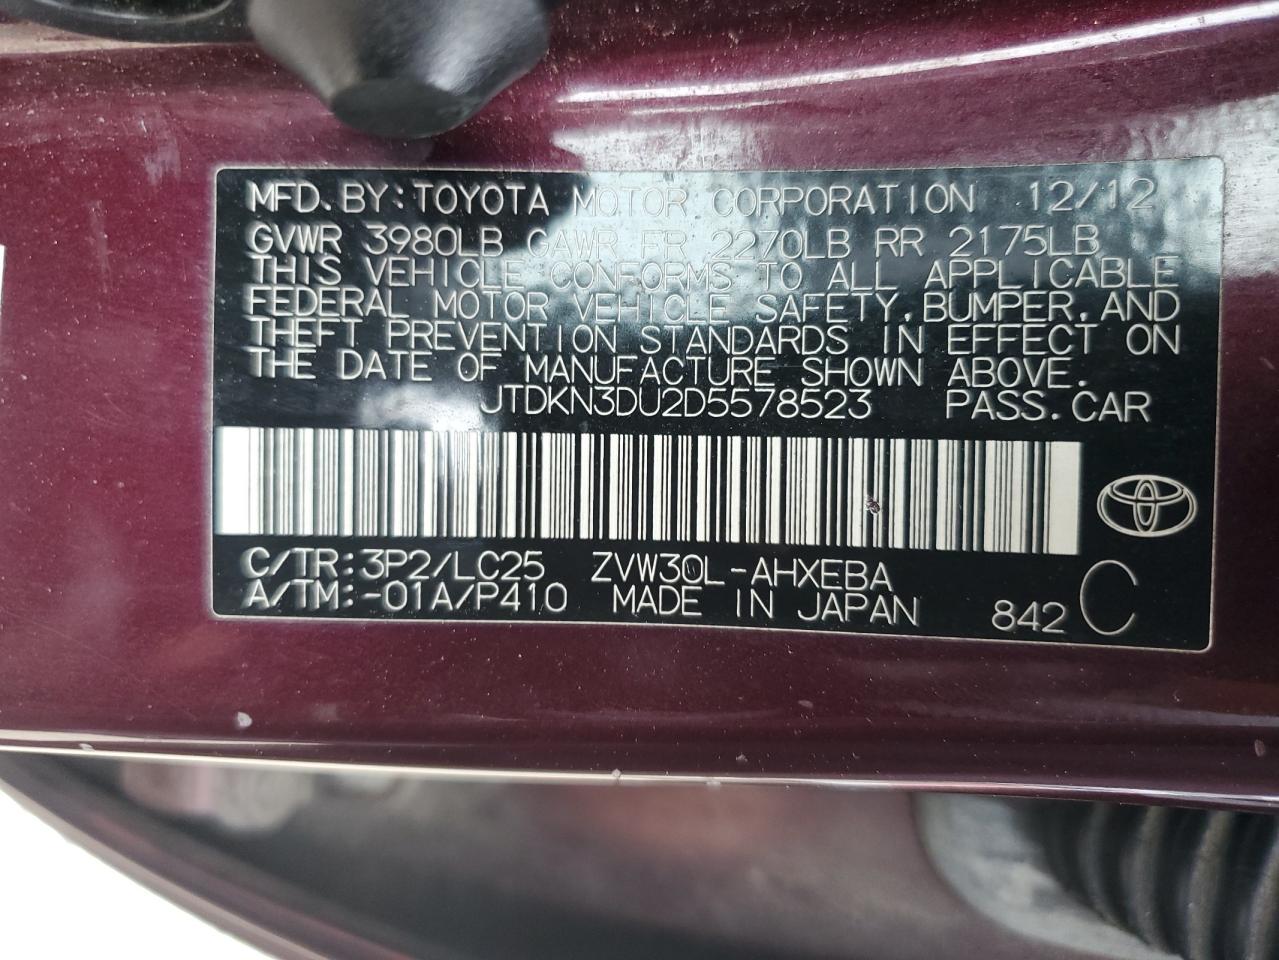 MFD. BY: TOYOTA MOTOR CORPORATION 12/12
GVWR 3980LB GAWR FR 2270LB RR 2175LB
THIS VEHICLE CONFORMS TO ALL APPLICABLE
FEDERAL MOTOR VEHICLE SAFETY, BUMPER, AND
THEFT PREVENTION STANDARDS IN EFFECT ON
THE DATE OF MANUFACTURE SHOWN ABOVE.
JTDKN3DU2D5578523 PASS. CAR
C/TR: 3P2/LC25 ZVW30L-AHXEBA
A/TM: -01A/P410 MADE IN JAPAN 842 C